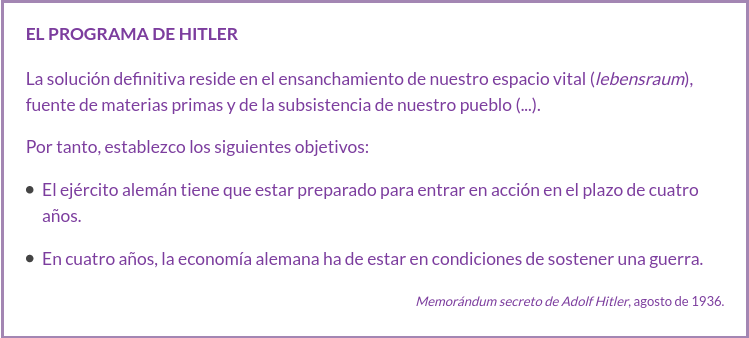 EL PROGRAMA DE HITLER
La solución definitiva reside en el ensanchamiento de nuestro espacio vital (lebensraum),
fuente de materias primas y de la subsistencia de nuestro pueblo (...).
Por tanto, establezco los siguientes objetivos:
• El ejército alemán tiene que estar preparado para entrar en acción en el plazo de cuatro
años.
• En cuatro años, la economía alemana ha de estar en condiciones de sostener una guerra.
Memorándum secreto de Adolf Hitler, agosto de 1936.